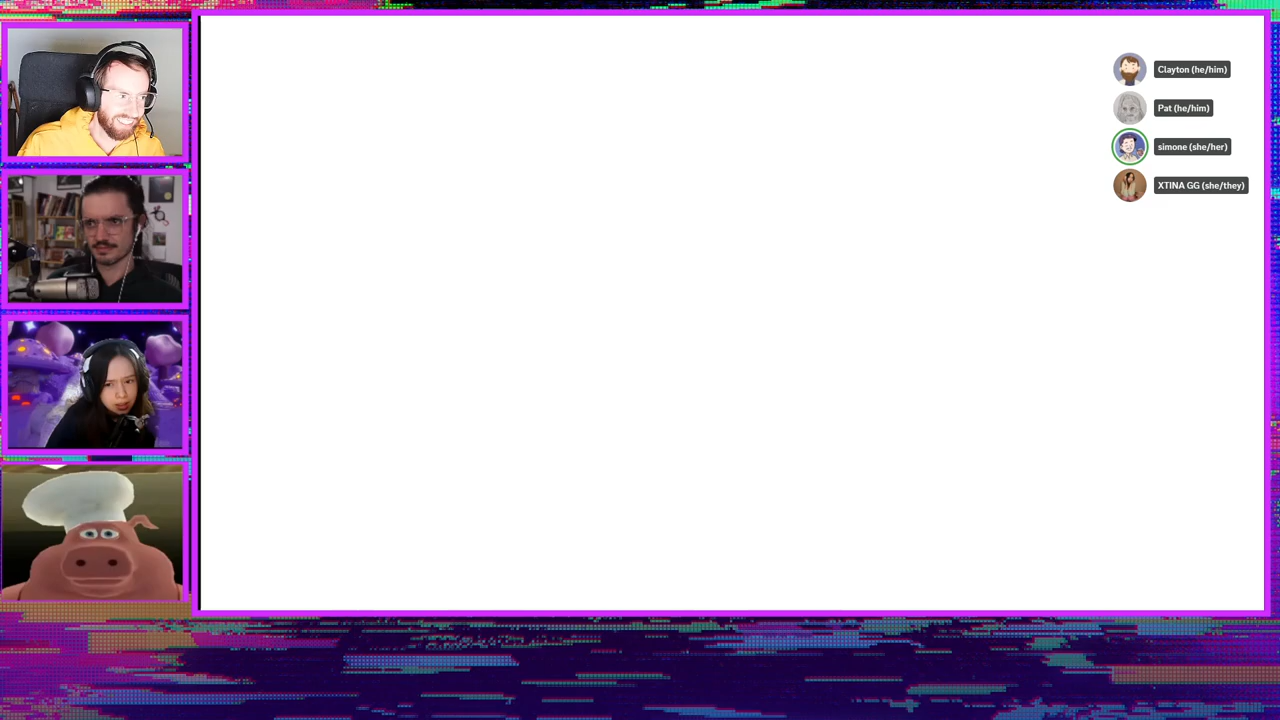 Clayton (he/him)
Pat (he/him)
simone (she/her)
XTINA GG (she/they)